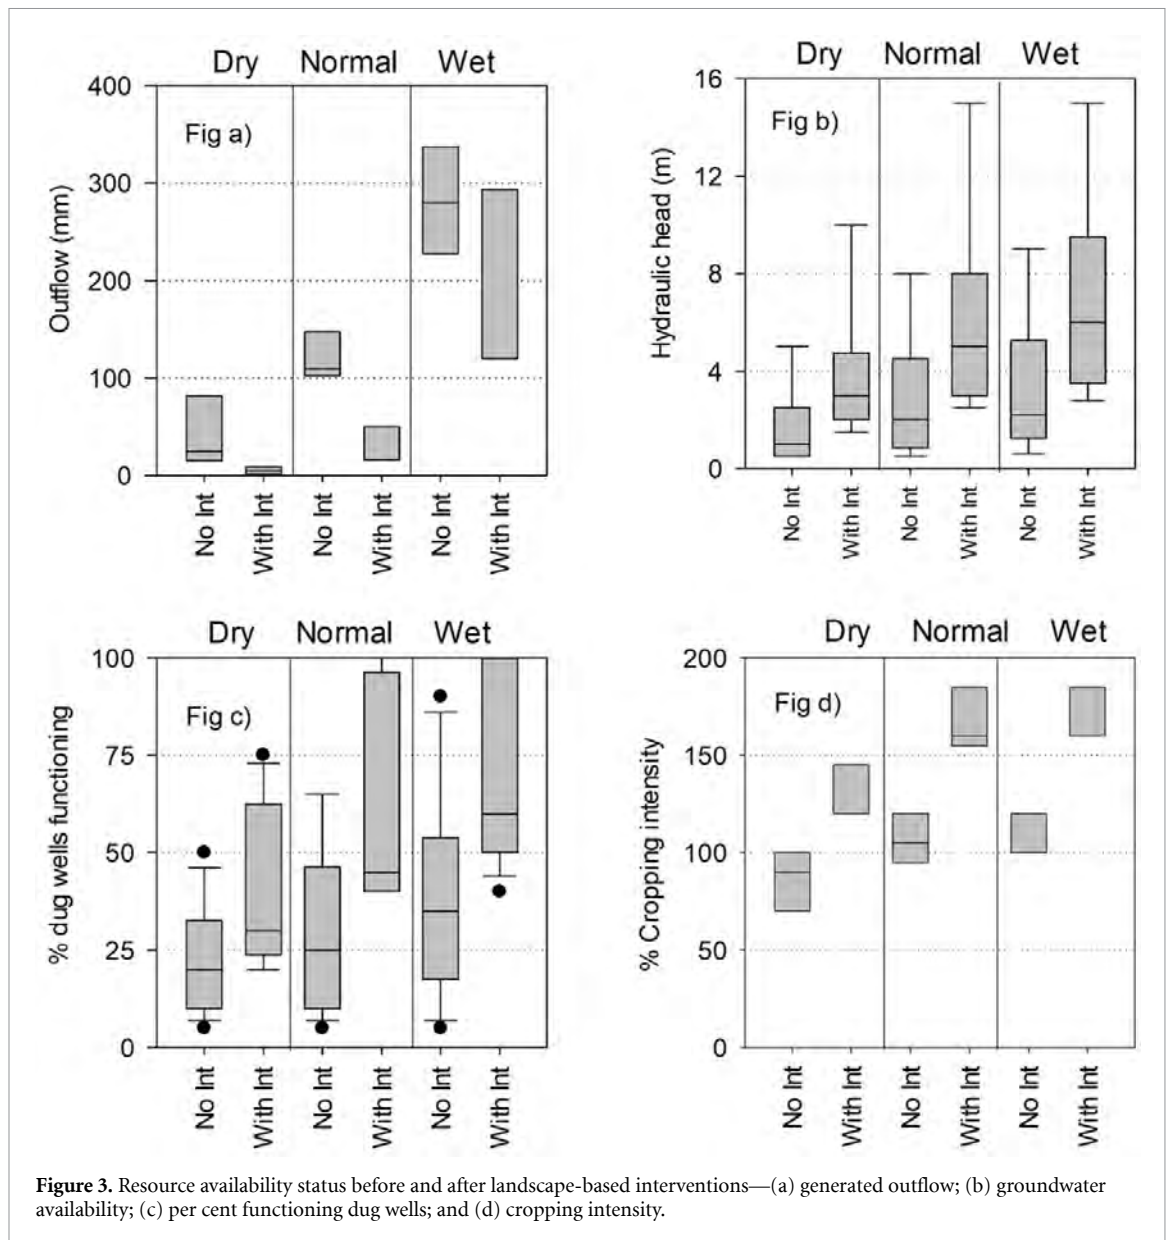 Dry Normal Wet
400
300
200
100
0
Outflow (mm)
Fig a)
No Int
With Int
No Int
With Int
No Int
With Int
Dry Normal Wet
16
12
8
4
0
Hydraulic head (m)
Fig b)
No Int
With Int
No Int
With Int
No Int
With Int
Dry Normal Wet
100
75
50
25
0
% dug wells functioning
Fig c)
No Int
With Int
No Int
With Int
No Int
With Int
Dry Normal Wet
200
150
100
50
0
% Cropping intensity
Fig d)
No Int
With Int
No Int
With Int
No Int
With Int
Figure 3. Resource availability status before and after landscape-based interventions—(a) generated outflow; (b) groundwater
availability; (c) per cent functioning dug wells; and (d) cropping intensity.